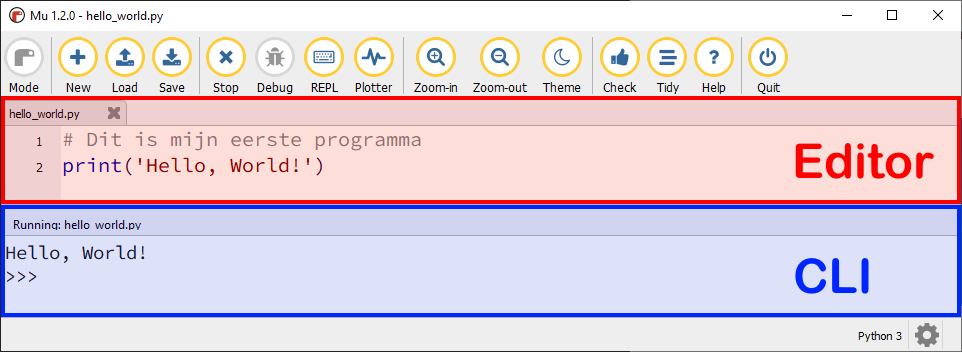 Mu 1.2.0 - hello_world.py
Mode New Load Save Stop Debug REPL Plotter Zoom-in Zoom-out Theme Check Tidy Help Quit
hello_world.py
1 # Dit is mijn eerste programma
2 print('Hello, World!')
Editor
Running: hello_world.py
Hello, World!
>>>
CLI
Python 3